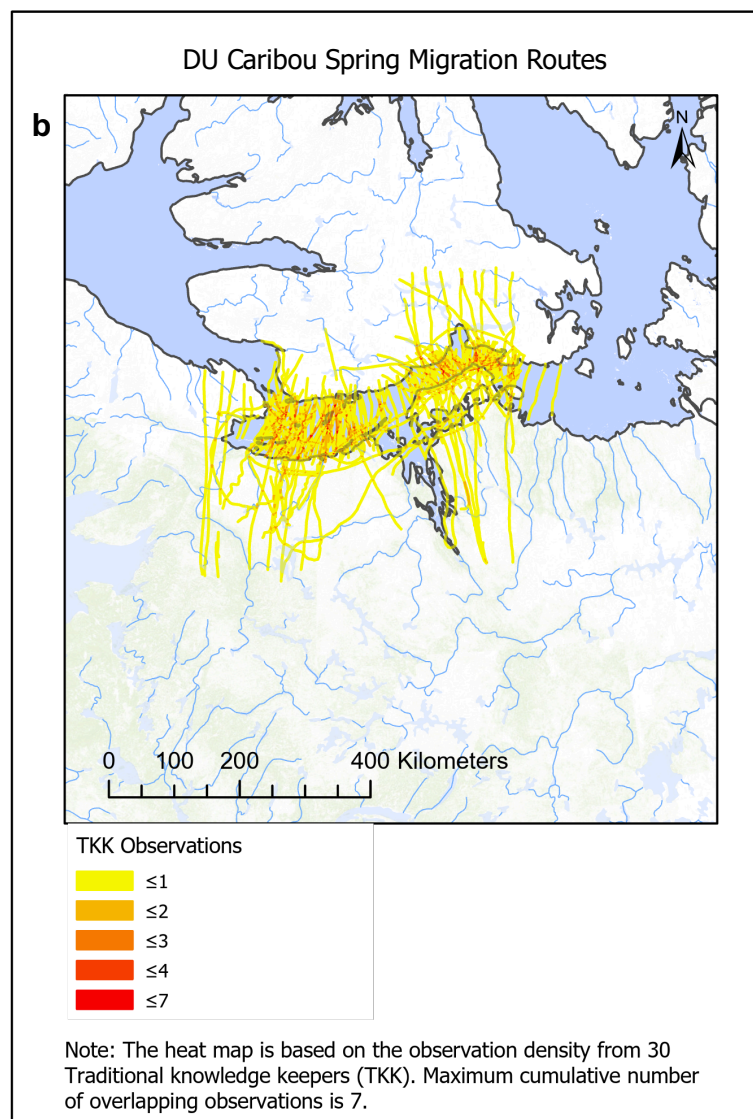 DU Caribou Spring Migration Routes
b
N
0 100 200 400 Kilometers
TKK Observations
≤1
≤2
≤3
≤4
≤7
Note: The heat map is based on the observation density from 30
Traditional knowledge keepers (TKK). Maximum cumulative number
of overlapping observations is 7.